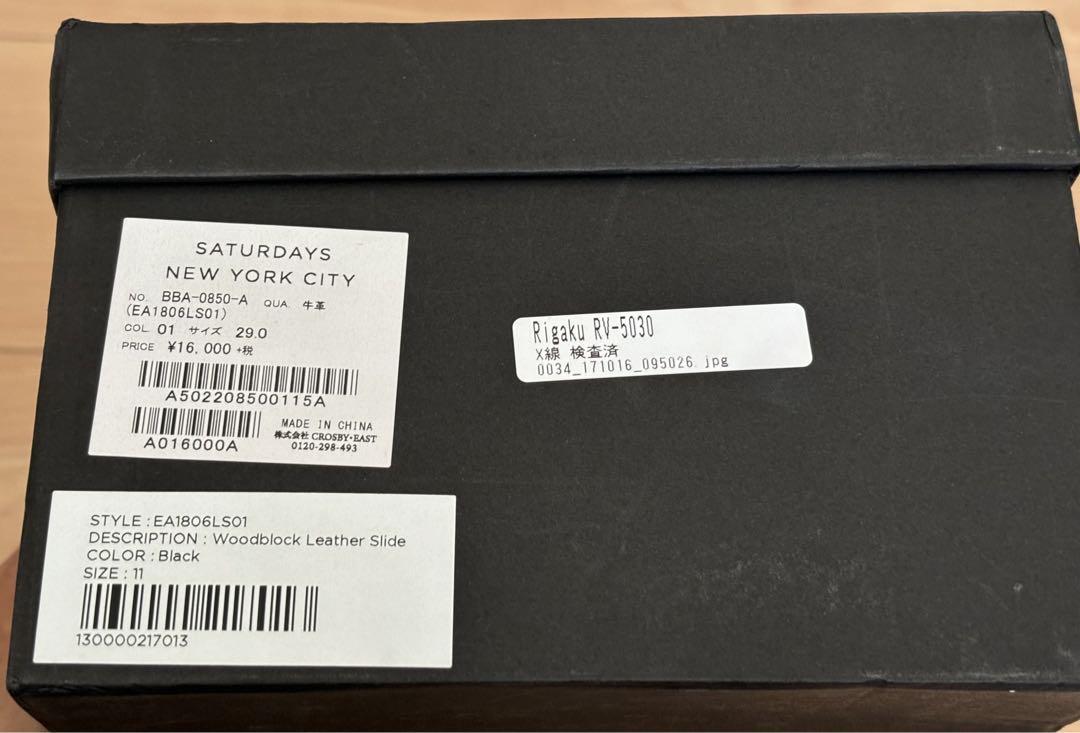 SATURDAYS
NEW YORK CITY
NO. BBA-0850-A QUA. 牛革
(EA1806LS01)
COL. 01 サイズ 29.0
PRICE ¥16,000 +税
A502208500115A
MADE IN CHINA
株式会社 CROSBY・EAST
A016000A 0120-298-493
Rigaku RV-5030
X線 検査済
0034_171016_095026.jpg
STYLE : EA1806LS01
DESCRIPTION : Woodblock Leather Slide
COLOR : Black
SIZE : 11
130000217013